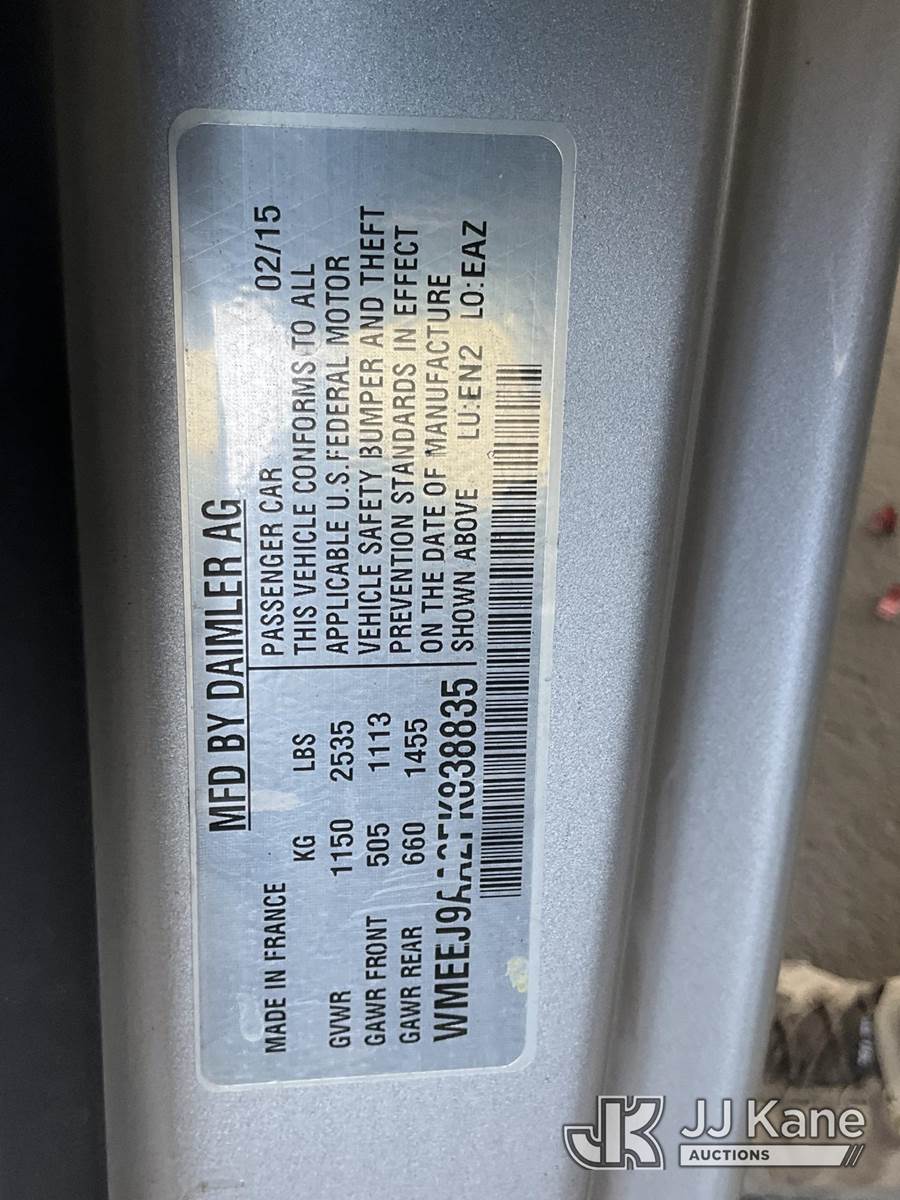 MFD BY DAIMLER AG
MADE IN FRANCE
KG LBS
GVWR 1150 2535
GAWR FRONT 505 1113
GAWR REAR 660 1455
PASSENGER CAR 02/15
THIS VEHICLE CONFORMS TO ALL
APPLICABLE U.S. FEDERAL MOTOR
VEHICLE SAFETY BUMPER AND THEFT
PREVENTION STANDARDS IN EFFECT
ON THE DATE OF MANUFACTURE
SHOWN ABOVE LU:EN2 LO:EAZ
JK JJ Kane
AUCTIONS